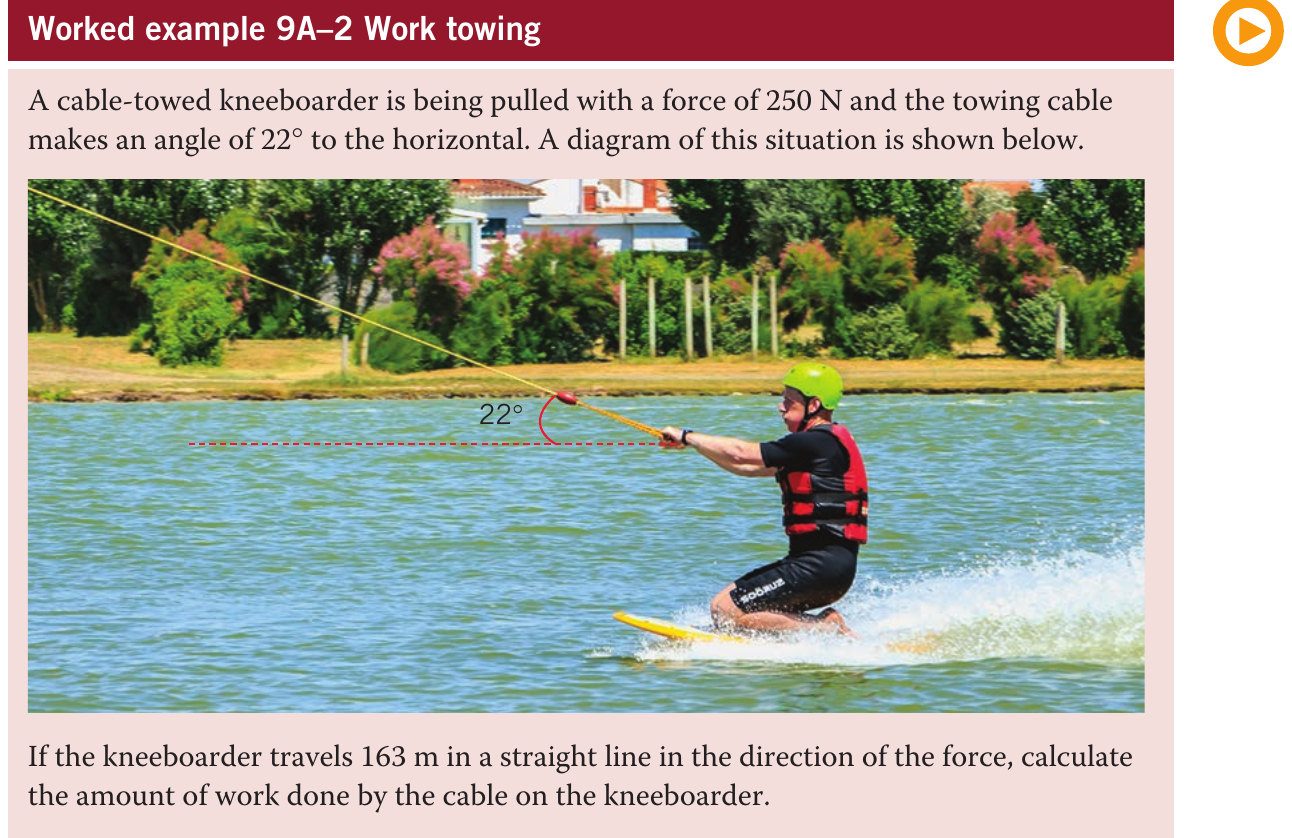 Worked example 9A–2 Work towing
A cable-towed kneeboarder is being pulled with a force of 250 N and the towing cable
makes an angle of 22° to the horizontal. A diagram of this situation is shown below.
22°
If the kneeboarder travels 163 m in a straight line in the direction of the force, calculate
the amount of work done by the cable on the kneeboarder.